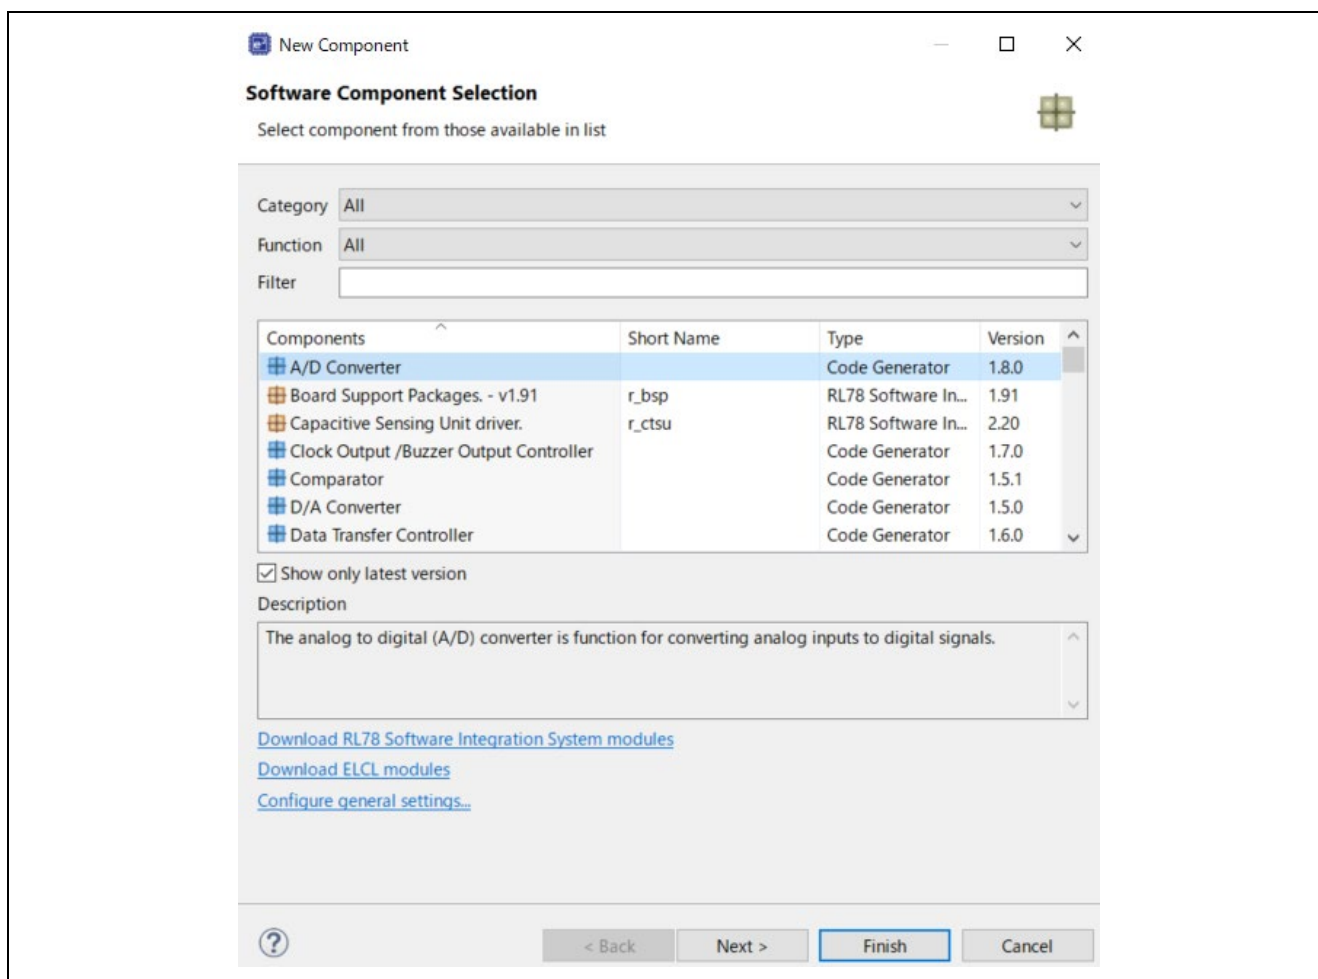 New Component
Software Component Selection
Select component from those available in list
Category All
Function All
Filter
Components Short Name Type Version
A/D Converter Code Generator 1.8.0
Board Support Packages. - v1.91 r_bsp RL78 Software In... 1.91
Capacitive Sensing Unit driver. r_ctsu RL78 Software In... 2.20
Clock Output /Buzzer Output Controller Code Generator 1.7.0
Comparator Code Generator 1.5.1
D/A Converter Code Generator 1.5.0
Data Transfer Controller Code Generator 1.6.0
Show only latest version
Description
The analog to digital (A/D) converter is function for converting analog inputs to digital signals.
Download RL78 Software Integration System modules
Download ELCL modules
Configure general settings...
? < Back Next > Finish Cancel